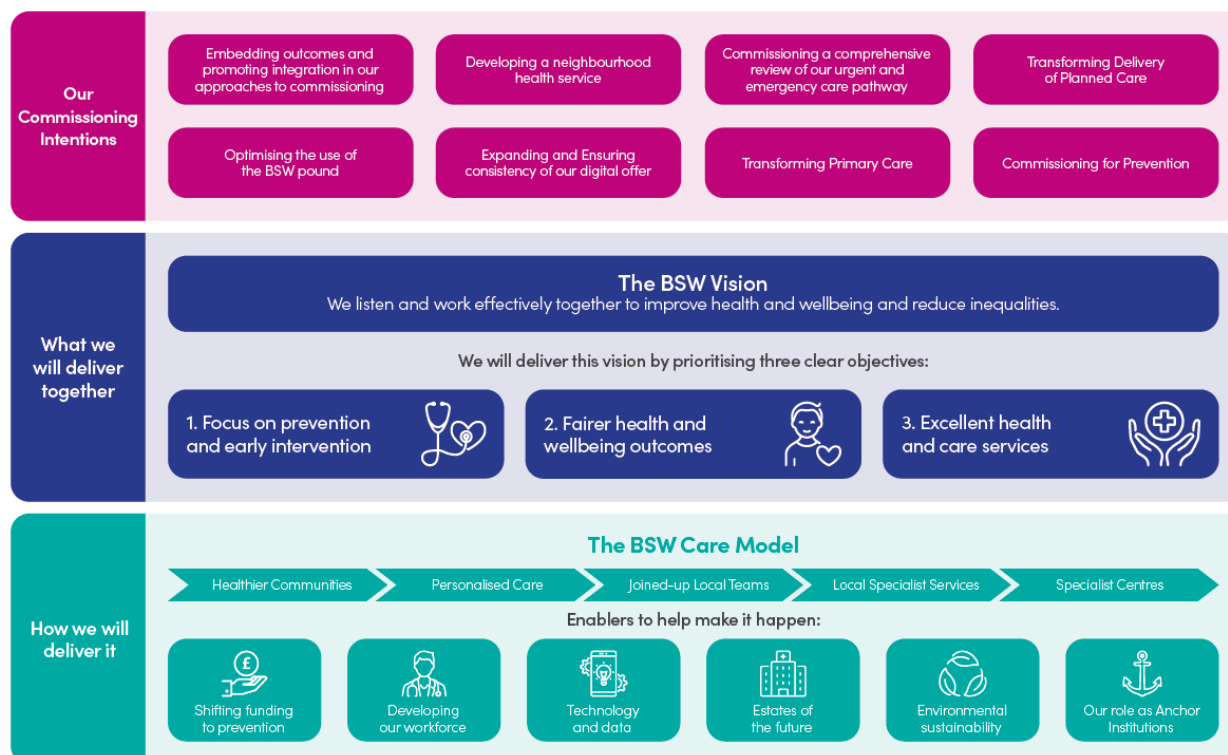 Our
Commissioning
Intentions
Embedding outcomes and
promoting integration in our
approaches to commissioning
Developing a neighbourhood
health service
Commissioning a comprehensive
review of our urgent and
emergency care pathway
Transforming Delivery
of Planned Care
Optimising the use of
the BSW pound
Expanding and Ensuring
consistency of our digital offer
Transforming Primary Care
Commissioning for Prevention
What we
will deliver
together
The BSW Vision
We listen and work effectively together to improve health and wellbeing and reduce inequalities.
We will deliver this vision by prioritising three clear objectives:
1. Focus on prevention
and early intervention
2. Fairer health and
wellbeing outcomes
3. Excellent health
and care services
How we will
deliver it
The BSW Care Model
Healthier Communities
Personalised Care
Joined-up Local Teams
Local Specialist Services
Specialist Centres
Enablers to help make it happen:
£
Shifting funding
to prevention
Developing
our workforce
Technology
and data
Estates of
the future
Environmental
sustainability
Our role as Anchor
Institutions